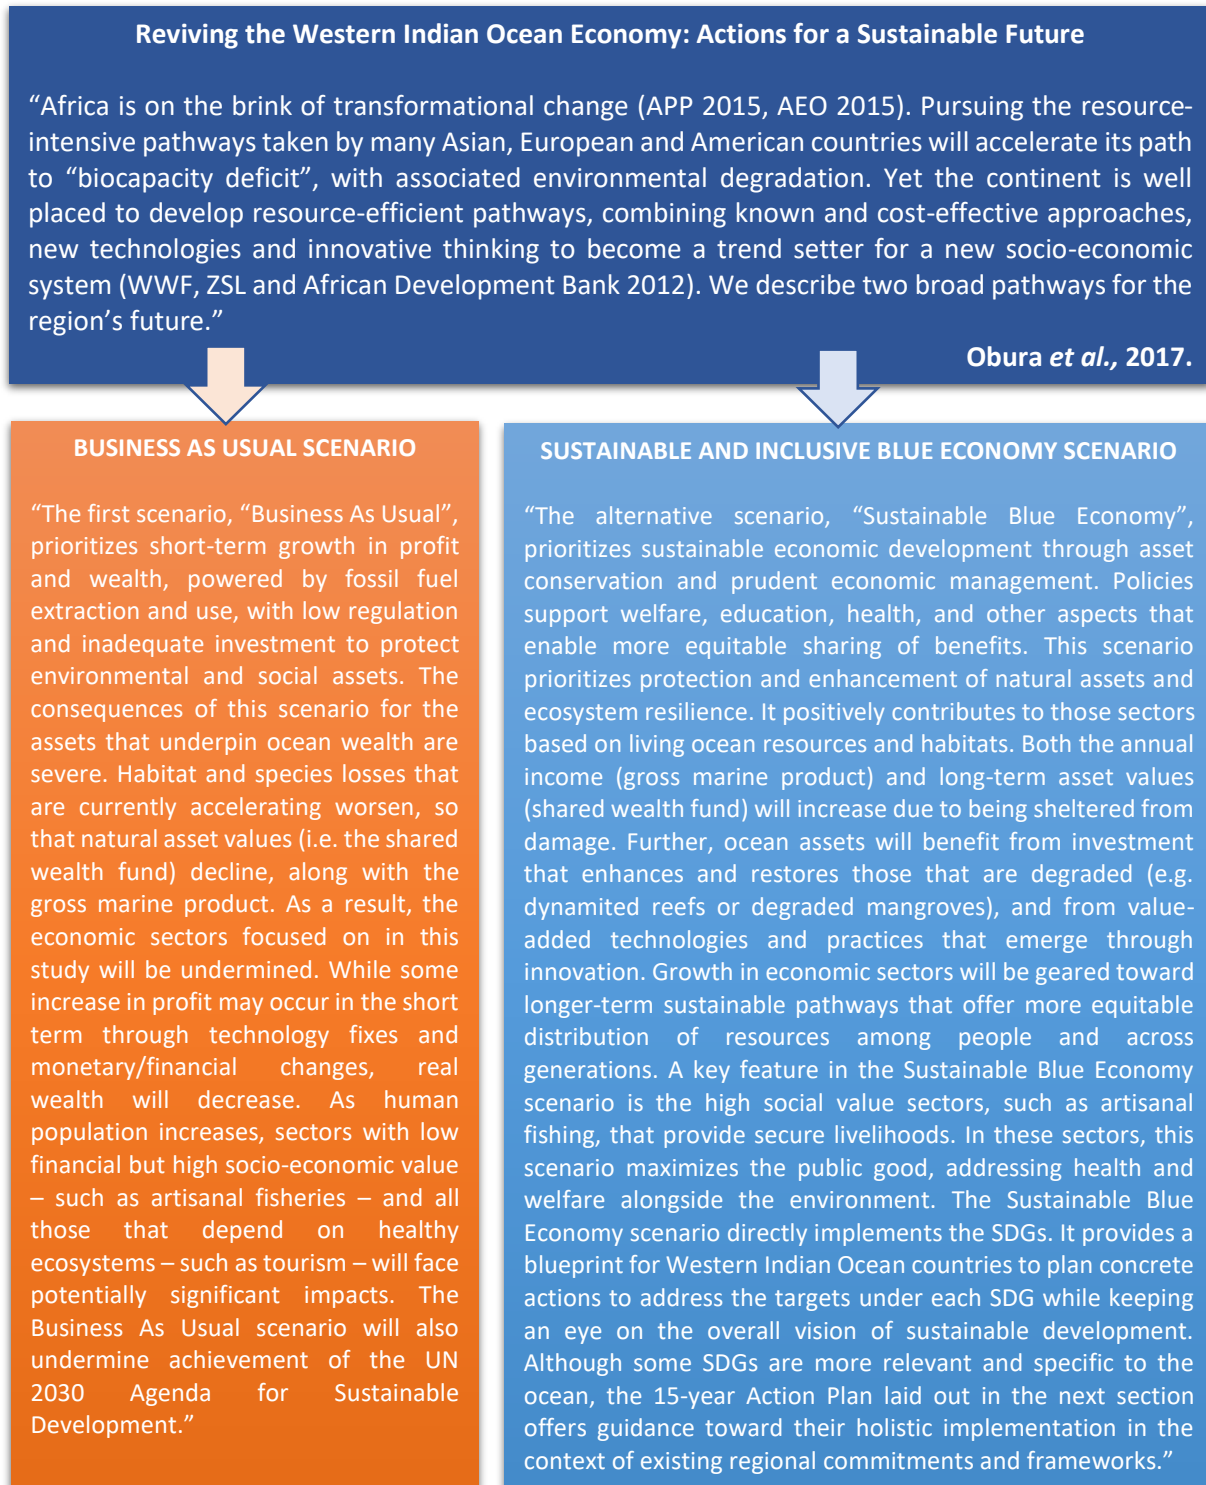 Reviving the Western Indian Ocean Economy: Actions for a Sustainable Future
“Africa is on the brink of transformational change (APP 2015, AEO 2015). Pursuing the resource-
intensive pathways taken by many Asian, European and American countries will accelerate its path
to “biocapacity deficit”, with associated environmental degradation. Yet the continent is well
placed to develop resource-efficient pathways, combining known and cost-effective approaches,
new technologies and innovative thinking to become a trend setter for a new socio-economic
system (WWF, ZSL and African Development Bank 2012). We describe two broad pathways for the
region’s future.”
Obura et al., 2017.
BUSINESS AS USUAL SCENARIO
“The first scenario, “Business As Usual”,
prioritizes short-term growth in profit
and wealth, powered by fossil fuel
extraction and use, with low regulation
and inadequate investment to protect
environmental and social assets. The
consequences of this scenario for the
assets that underpin ocean wealth are
severe. Habitat and species losses that
are currently accelerating worsen, so
that natural asset values (i.e. the shared
wealth fund) decline, along with the
gross marine product. As a result, the
economic sectors focused on in this
study will be undermined. While some
increase in profit may occur in the short
term through technology fixes and
monetary/financial changes, real
wealth will decrease. As human
population increases, sectors with low
financial but high socio-economic value
– such as artisanal fisheries – and all
those that depend on healthy
ecosystems – such as tourism – will face
potentially significant impacts. The
Business As Usual scenario will also
undermine achievement of the UN
2030 Agenda for Sustainable
Development.”
SUSTAINABLE AND INCLUSIVE BLUE ECONOMY SCENARIO
“The alternative scenario, “Sustainable Blue Economy”,
prioritizes sustainable economic development through asset
conservation and prudent economic management. Policies
support welfare, education, health, and other aspects that
enable more equitable sharing of benefits. This scenario
prioritizes protection and enhancement of natural assets and
ecosystem resilience. It positively contributes to those sectors
based on living ocean resources and habitats. Both the annual
income (gross marine product) and long-term asset values
(shared wealth fund) will increase due to being sheltered from
damage. Further, ocean assets will benefit from investment
that enhances and restores those that are degraded (e.g.
dynamited reefs or degraded mangroves), and from value-
added technologies and practices that emerge through
innovation. Growth in economic sectors will be geared toward
longer-term sustainable pathways that offer more equitable
distribution of resources among people and across
generations. A key feature in the Sustainable Blue Economy
scenario is the high social value sectors, such as artisanal
fishing, that provide secure livelihoods. In these sectors, this
scenario maximizes the public good, addressing health and
welfare alongside the environment. The Sustainable Blue
Economy scenario directly implements the SDGs. It provides a
blueprint for Western Indian Ocean countries to plan concrete
actions to address the targets under each SDG while keeping
an eye on the overall vision of sustainable development.
Although some SDGs are more relevant and specific to the
ocean, the 15-year Action Plan laid out in the next section
offers guidance toward their holistic implementation in the
context of existing regional commitments and frameworks.”